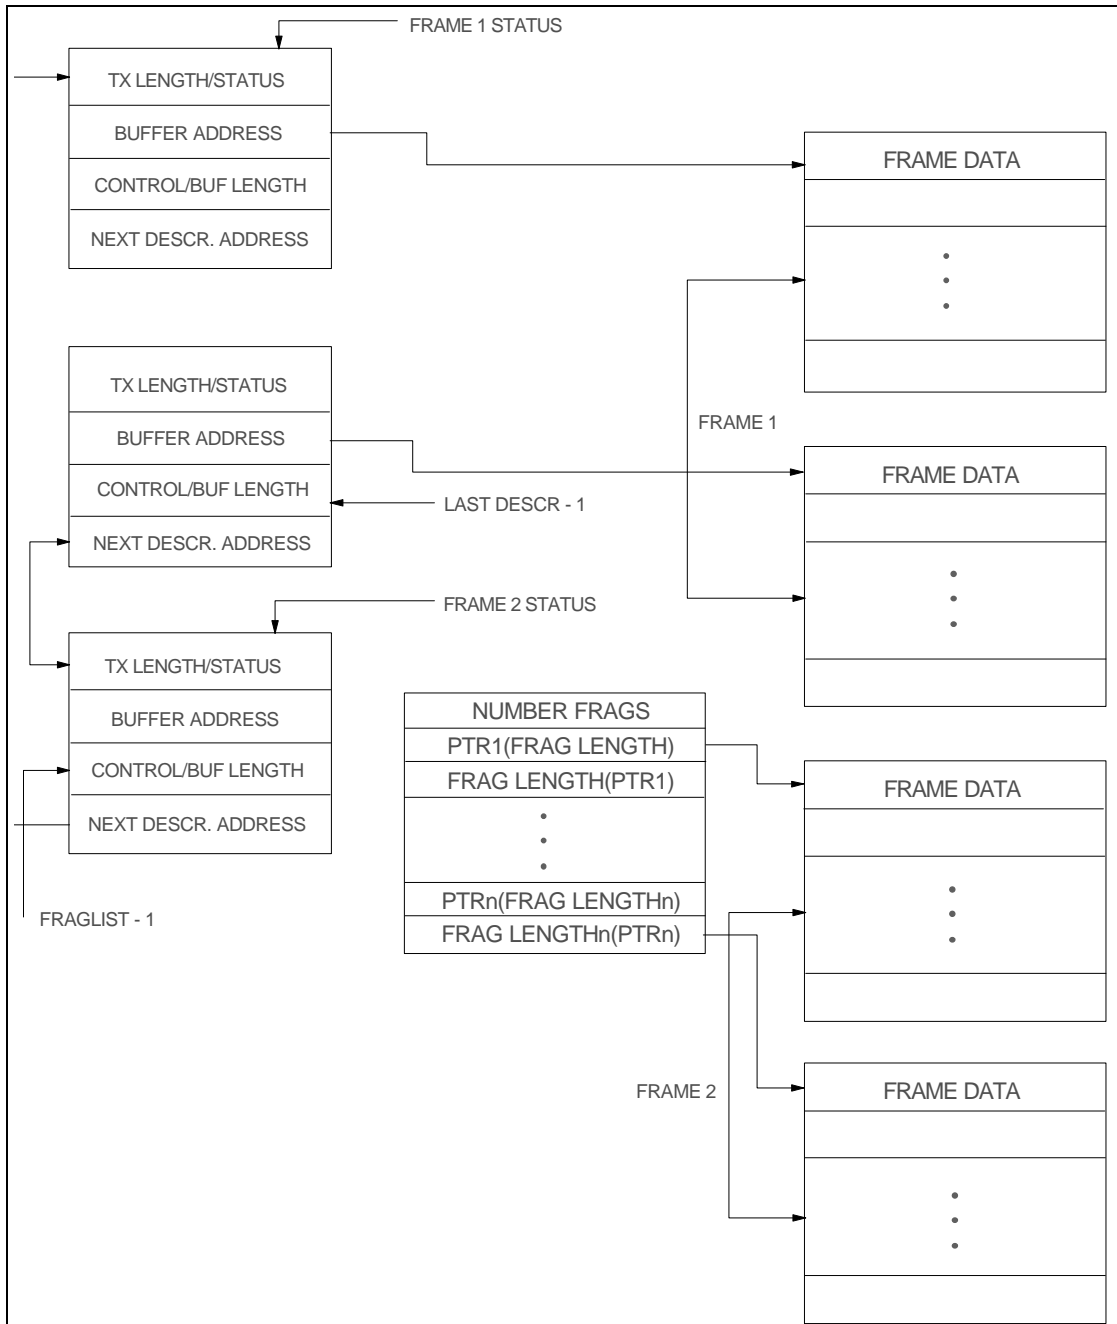 FRAME 1 STATUS
TX LENGTH/STATUS
BUFFER ADDRESS
CONTROL/BUF LENGTH
NEXT DESCR. ADDRESS
FRAME DATA
TX LENGTH/STATUS
BUFFER ADDRESS
CONTROL/BUF LENGTH
NEXT DESCR. ADDRESS
FRAME 1
LAST DESCR - 1
FRAME DATA
FRAME 2 STATUS
TX LENGTH/STATUS
BUFFER ADDRESS
CONTROL/BUF LENGTH
NEXT DESCR. ADDRESS
FRAGLIST - 1
NUMBER FRAGS
PTR1(FRAG LENGTH)
FRAG LENGTH(PTR1)
PTRn(FRAG LENGTHn)
FRAG LENGTHn(PTRn)
FRAME DATA
FRAME 2
FRAME DATA